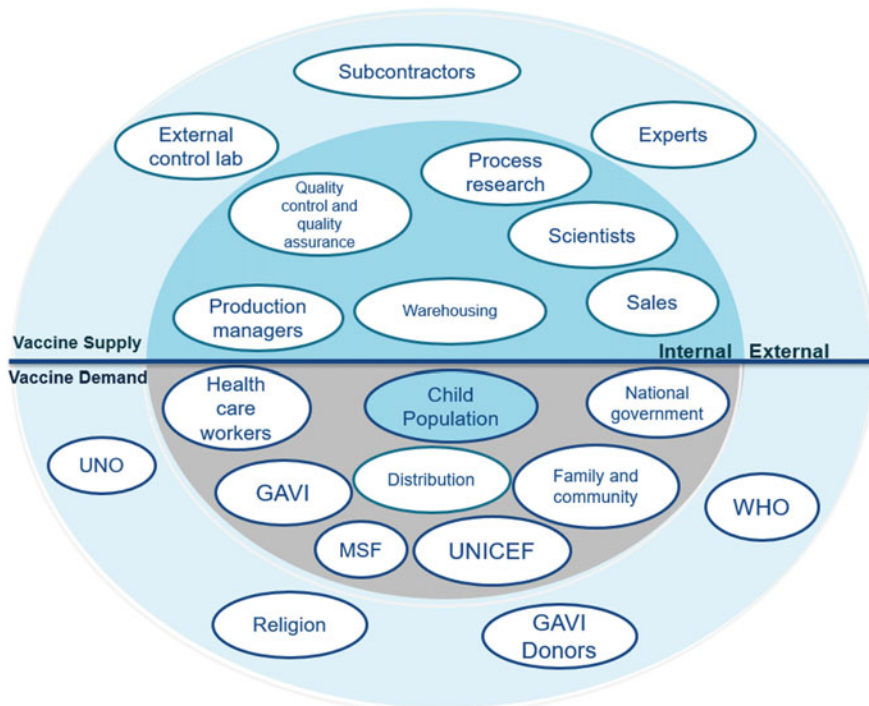 Subcontractors
External
control lab
Experts
Process
research
Quality
control and
quality
assurance
Scientists
Production
managers
Warehousing
Sales
Vaccine Supply
Internal
External
Vaccine Demand
Health
care
workers
Child
Population
National
government
UNO
GAVI
Distribution
Family and
community
WHO
MSF
UNICEF
Religion
GAVI
Donors